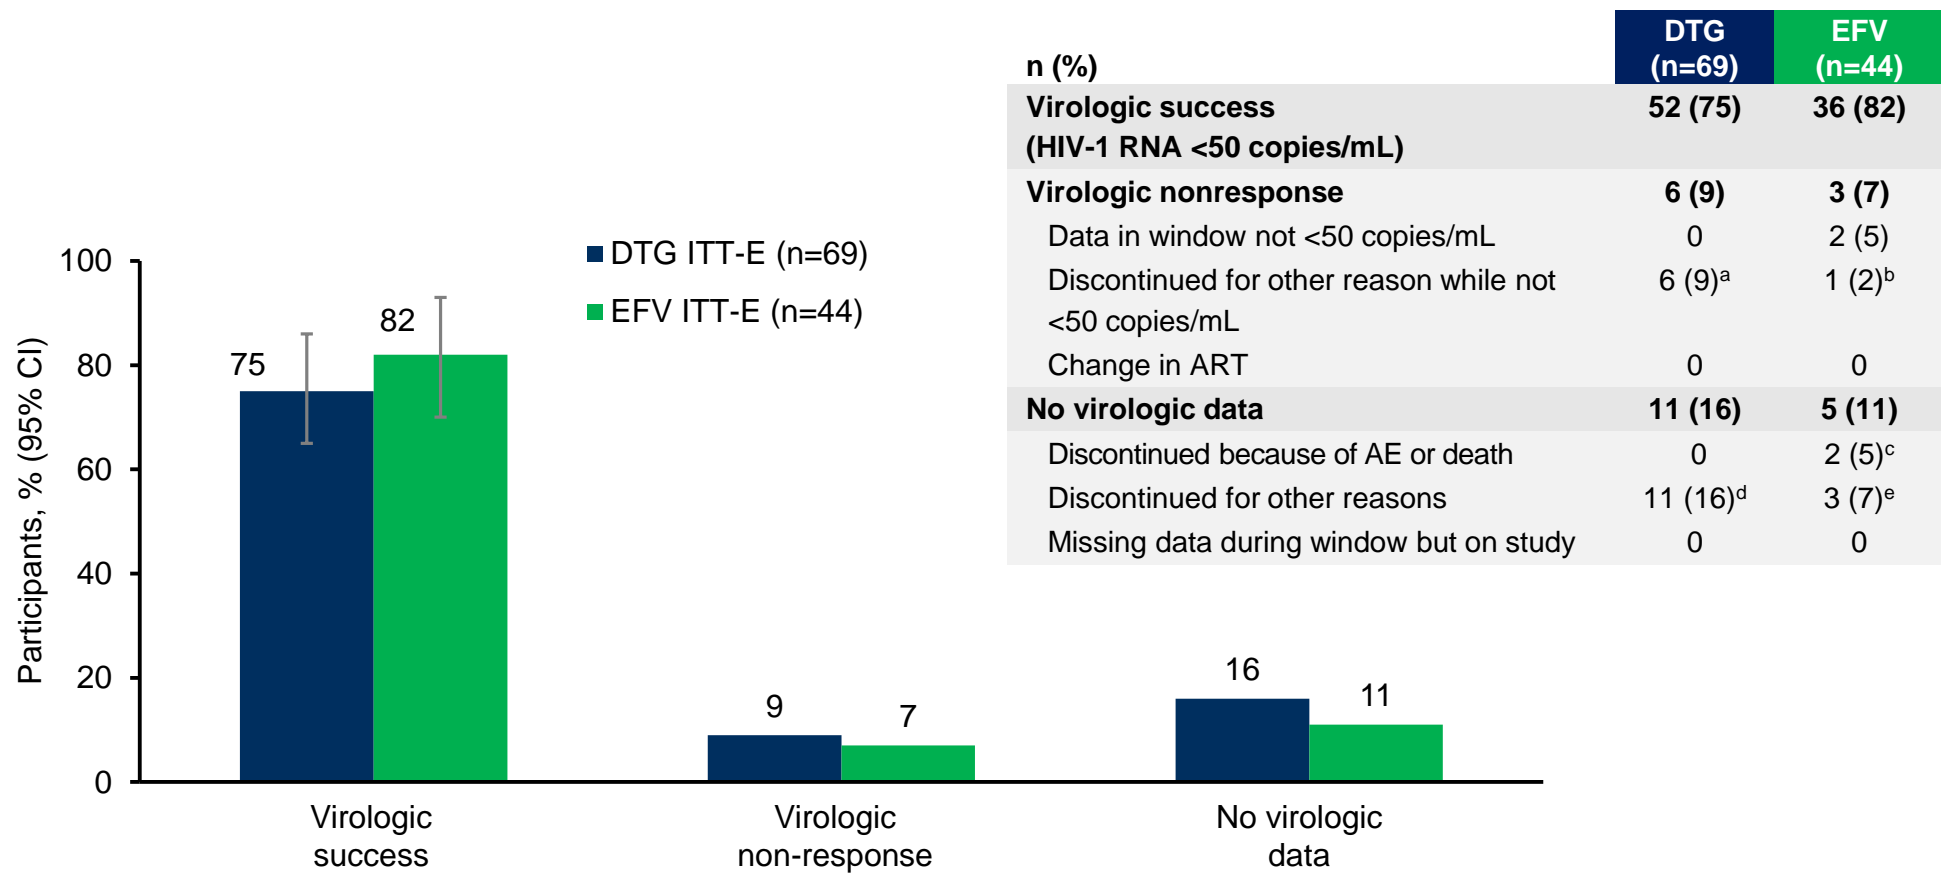 DTG
(n=69)
EFV
(n=44)
n (%)
Virologic success
(HIV-1 RNA <50 copies/mL)
52 (75)
36 (82)
Virologic nonresponse
6 (9)
3 (7)
Data in window not <50 copies/mL
0
2 (5)
Discontinued for other reason while not
<50 copies/mL
6 (9)ᵃ
1 (2)ᵇ
Change in ART
0
0
No virologic data
11 (16)
5 (11)
Discontinued because of AE or death
0
2 (5)ᶜ
Discontinued for other reasons
11 (16)ᵈ
3 (7)ᵉ
Missing data during window but on study
0
0
DTG ITT-E (n=69)
EFV ITT-E (n=44)
Participants, % (95% CI)
100
80
60
40
20
0
75
82
9
7
16
11
Virologic
success
Virologic
non-response
No virologic
data